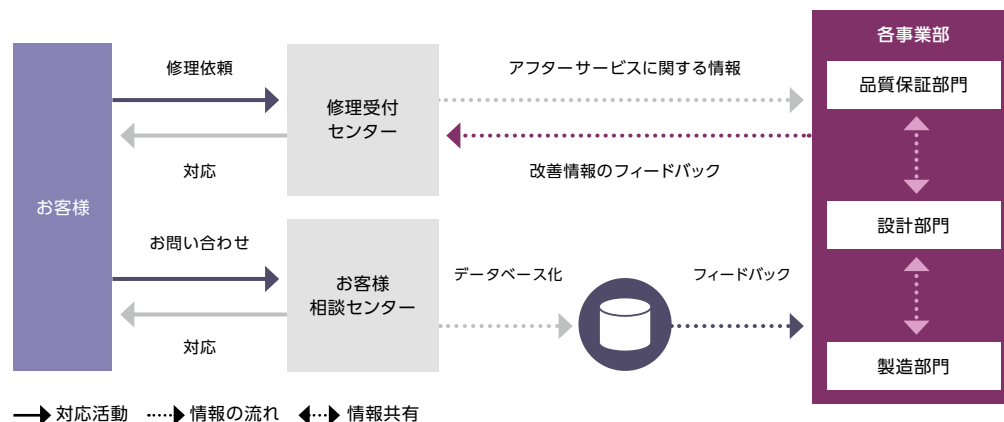 各事業部
修理依頼
アフターサービスに関する情報
品質保証部門
修理受付
センター
対応
改善情報のフィードバック
お客様
設計部門
お問い合わせ
データベース化
フィードバック
お客様
相談センター
対応
製造部門
対応活動
情報の流れ
情報共有